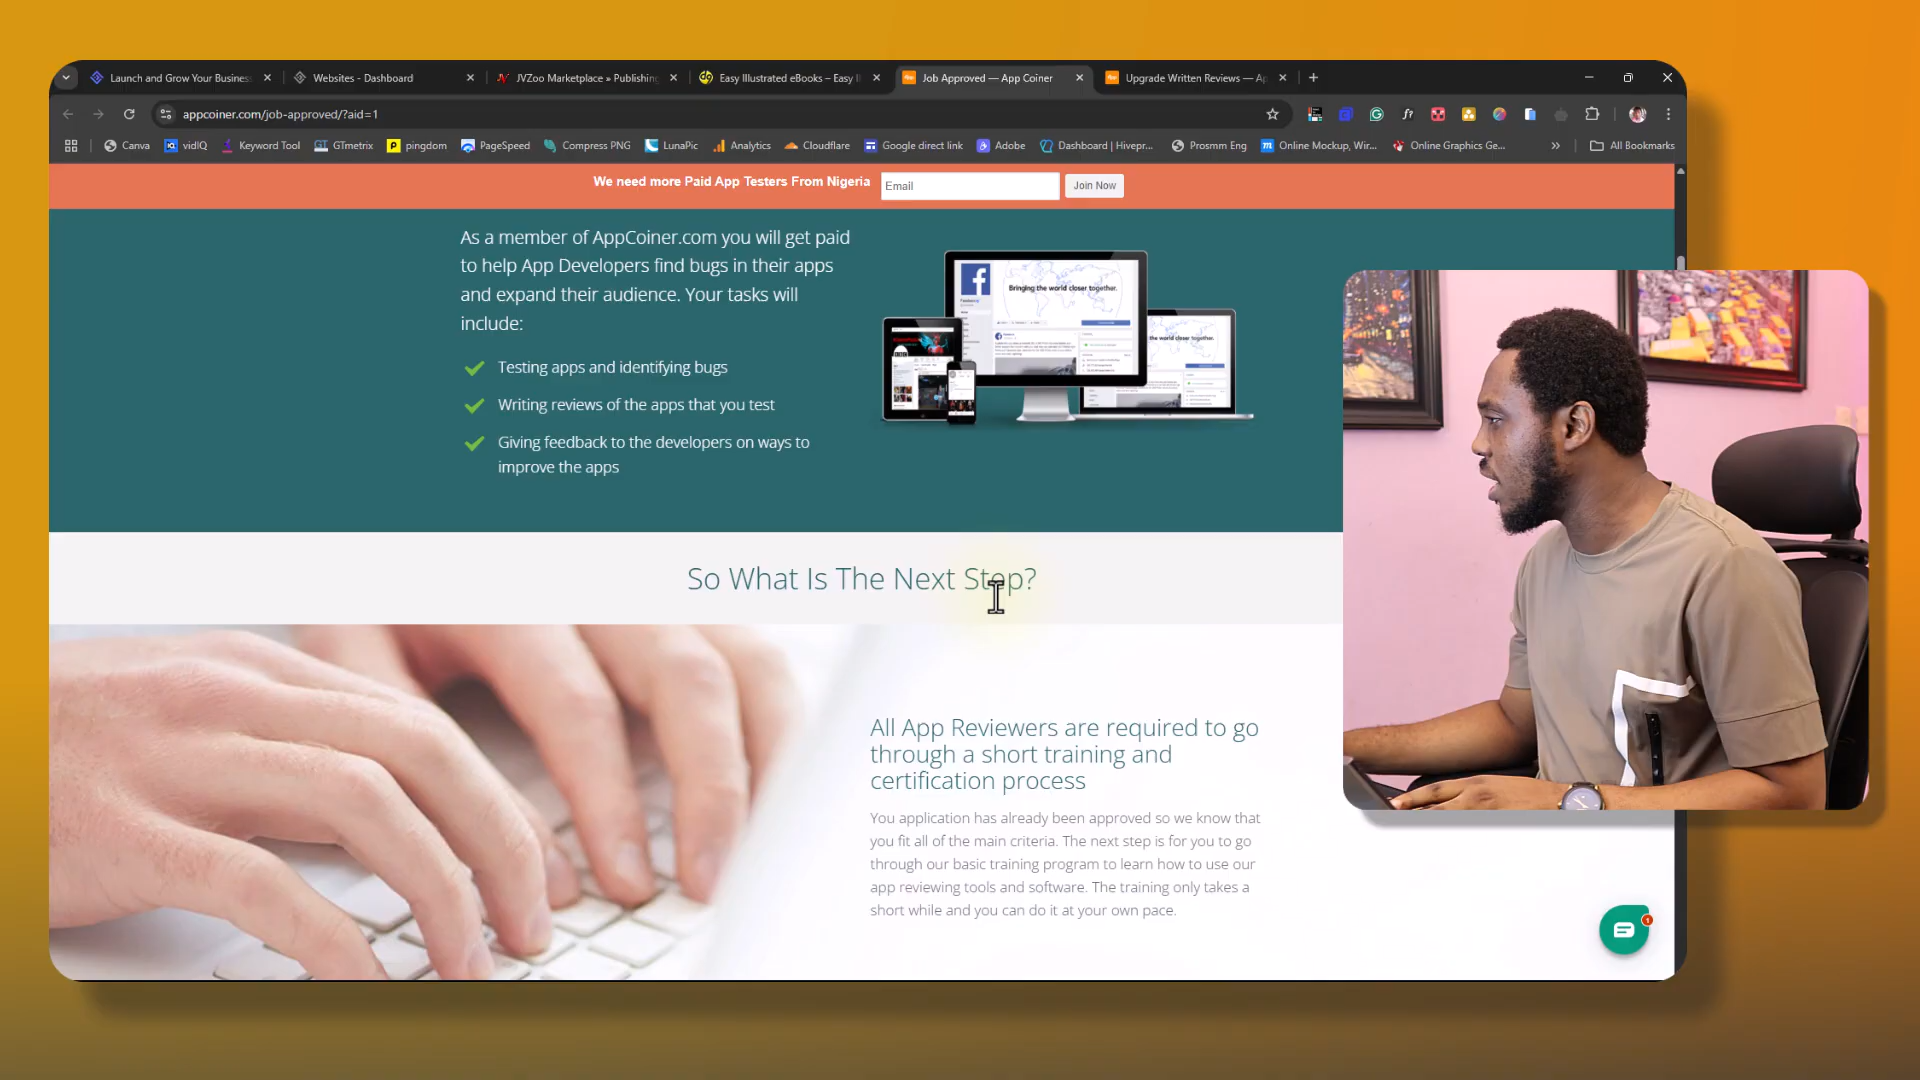 Launch and Grow Your Busines
Websites - Dashboard
JVZoo Marketplace » Publishing
Easy Illustrated eBooks – Easy I
Job Approved — App Coiner
Upgrade Written Reviews — Ap
appcoiner.com/job-approved/?aid=1
Canva
vidIQ
Keyword Tool
GTmetrix
pingdom
PageSpeed
Compress PNG
LunaPic
Analytics
Cloudflare
Google direct link
Adobe
Dashboard | Hivepr...
Prosmm Eng
Online Mockup, Wir...
Online Graphics Ge...
All Bookmarks
We need more Paid App Testers From Nigeria
Email
Join Now
As a member of AppCoiner.com you will get paid
to help App Developers find bugs in their apps
and expand their audience. Your tasks will
include:
Testing apps and identifying bugs
Writing reviews of the apps that you test
Giving feedback to the developers on ways to
improve the apps
Bringing the world closer together.
So What Is The Next Step?
All App Reviewers are required to go
through a short training and
certification process
You application has already been approved so we know that
you fit all of the main criteria. The next step is for you to go
through our basic training program to learn how to use our
app reviewing tools and software. The training only takes a
short while and you can do it at your own pace.
1